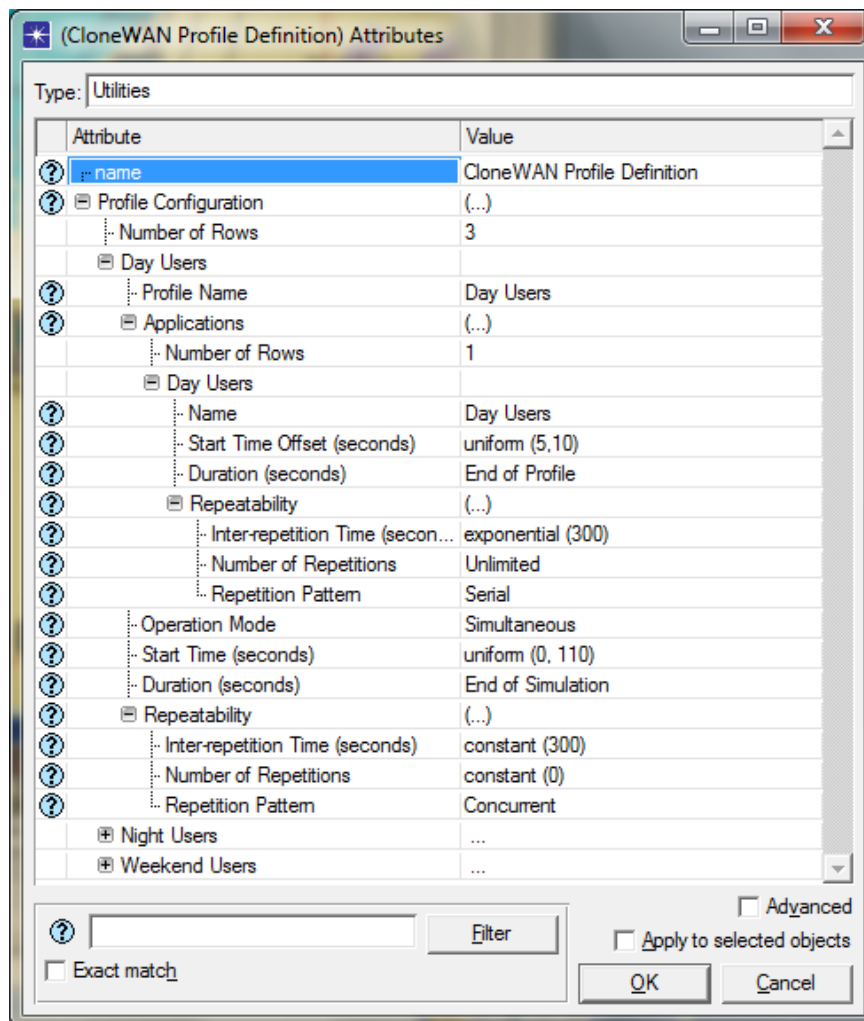 (CloneWAN Profile Definition) Attributes
Type: Utilities
Attribute Value
name CloneWAN Profile Definition
Profile Configuration (...)
Number of Rows 3
Day Users
Profile Name Day Users
Applications (...)
Number of Rows 1
Day Users
Name Day Users
Start Time Offset (seconds) uniform (5,10)
Duration (seconds) End of Profile
Repeatability (...)
Inter-repetition Time (secon... exponential (300)
Number of Repetitions Unlimited
Repetition Pattern Serial
Operation Mode Simultaneous
Start Time (seconds) uniform (0, 110)
Duration (seconds) End of Simulation
Repeatability (...)
Inter-repetition Time (seconds) constant (300)
Number of Repetitions constant (0)
Repetition Pattern Concurrent
Night Users ...
Weekend Users ...
Advanced
Filter
Apply to selected objects
Exact match
OK Cancel